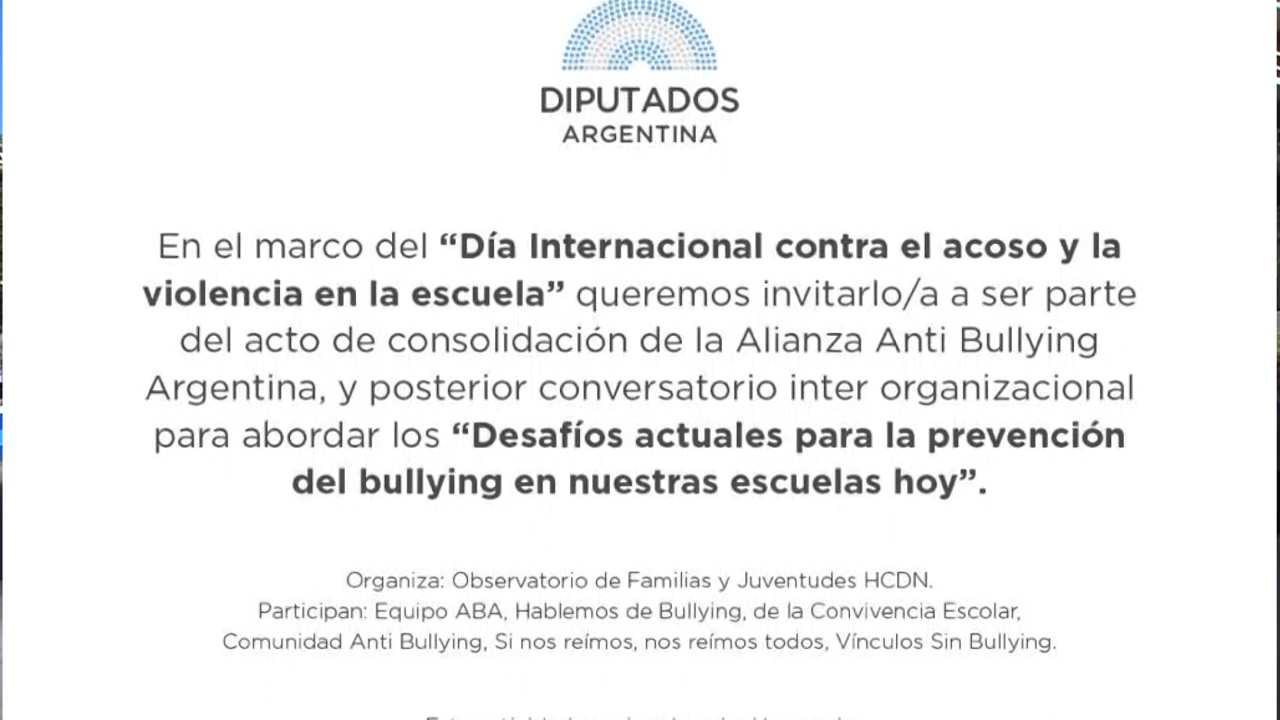 DIPUTADOS
ARGENTINA
En el marco del “Día Internacional contra el acoso y la
violencia en la escuela” queremos invitarlo/a a ser parte
del acto de consolidación de la Alianza Anti Bullying
Argentina, y posterior conversatorio inter organizacional
para abordar los “Desafíos actuales para la prevención
del bullying en nuestras escuelas hoy”.
Organiza: Observatorio de Familias y Juventudes HCDN.
Participan: Equipo ABA, Hablemos de Bullying, de la Convivencia Escolar,
Comunidad Anti Bullying, Si nos reímos, nos reímos todos, Vínculos Sin Bullying.